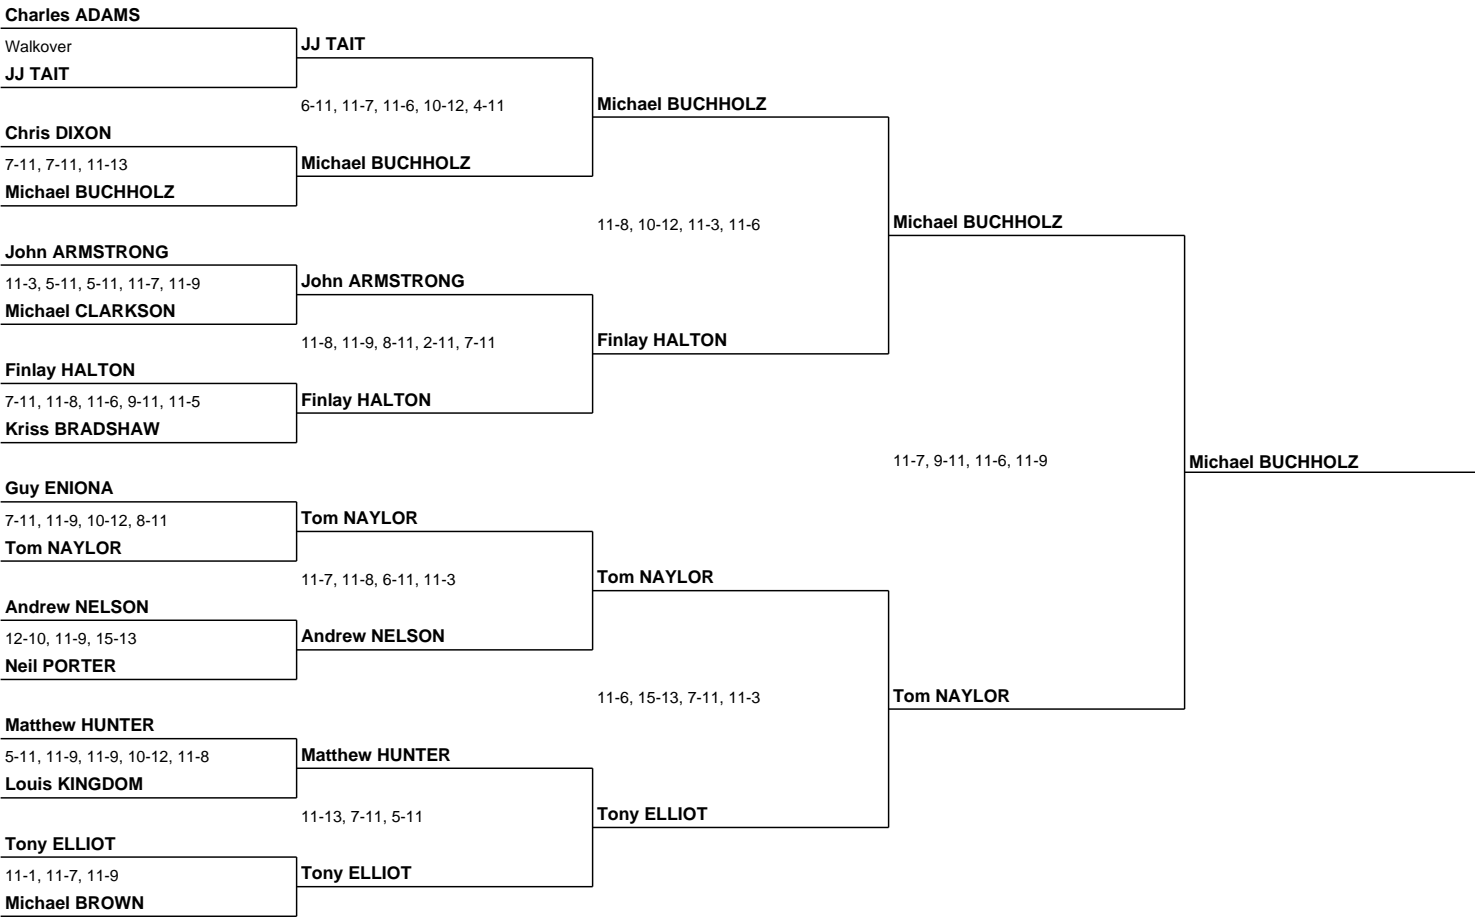 Charles ADAMS
Walkover
JJ TAIT
Chris DIXON
7-11, 7-11, 11-13
Michael BUCHHOLZ
John ARMSTRONG
11-3, 5-11, 5-11, 11-7, 11-9
Michael CLARKSON
Finlay HALTON
7-11, 11-8, 11-6, 9-11, 11-5
Kriss BRADSHAW
Guy ENIONA
7-11, 11-9, 10-12, 8-11
Tom NAYLOR
Andrew NELSON
12-10, 11-9, 15-13
Neil PORTER
Matthew HUNTER
5-11, 11-9, 11-9, 10-12, 11-8
Louis KINGDOM
Tony ELLIOT
11-1, 11-7, 11-9
Michael BROWN
JJ TAIT
6-11, 11-7, 11-6, 10-12, 4-11
Michael BUCHHOLZ
John ARMSTRONG
11-8, 11-9, 8-11, 2-11, 7-11
Finlay HALTON
Tom NAYLOR
11-7, 11-8, 6-11, 11-3
Andrew NELSON
Matthew HUNTER
11-13, 7-11, 5-11
Tony ELLIOT
Michael BUCHHOLZ
11-8, 10-12, 11-3, 11-6
Finlay HALTON
Tom NAYLOR
11-6, 15-13, 7-11, 11-3
Tony ELLIOT
Michael BUCHHOLZ
11-7, 9-11, 11-6, 11-9
Tom NAYLOR
Michael BUCHHOLZ